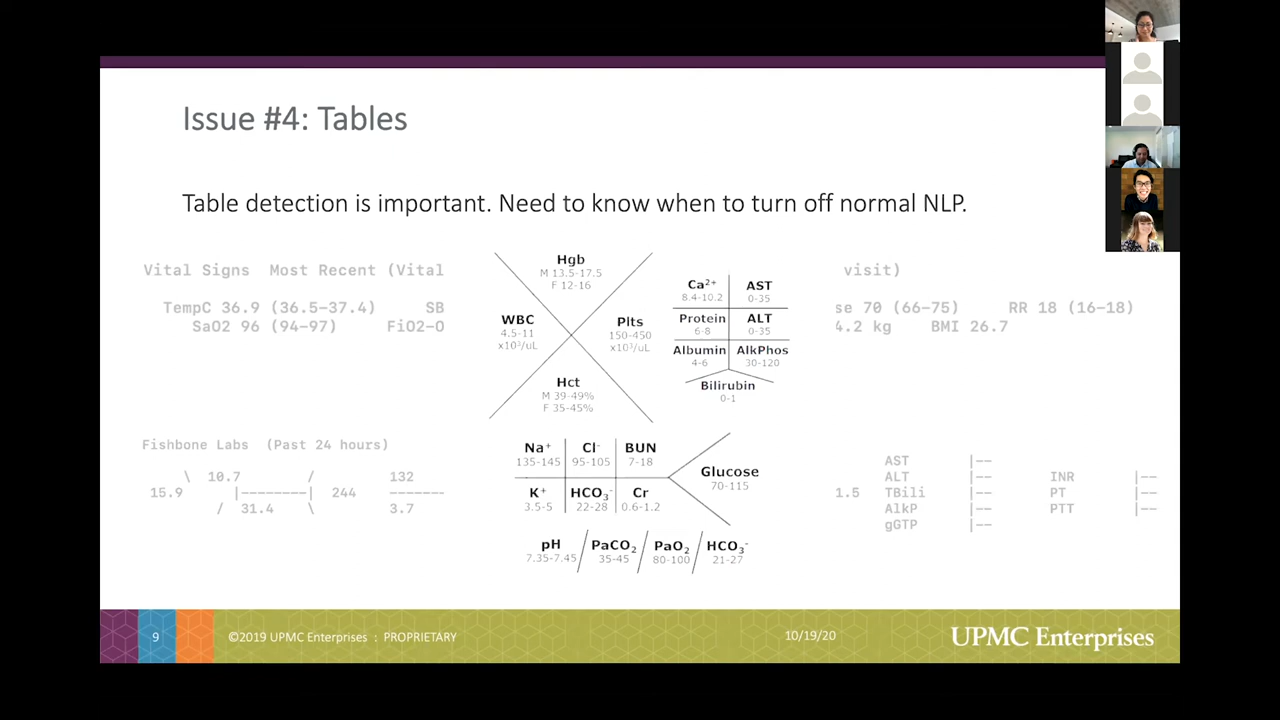 Issue #4: Tables
Table detection is important. Need to know when to turn off normal NLP.
Vital Signs Most Recent (Vital
visit)
TempC 36.9 (36.5-37.4) SB
se 70 (66-75) RR 18 (16-18)
SaO2 96 (94-97) FiO2-O
4.2 kg BMI 26.7
Hgb
M 13.5-17.5
F 12-16
WBC
4.5-11
x10³/uL
Plts
150-450
x10³/uL
Hct
M 39-49%
F 35-45%
Ca²⁺
8.4-10.2
AST
0-35
Protein
6-8
ALT
0-35
Albumin
4-6
AlkPhos
30-120
Bilirubin
0-1
Fishbone Labs (Past 24 hours)
\ 10.7 / 132
15.9 |--------| 244 -------
/ 31.4 \ 3.7
Na⁺
135-145
Cl⁻
95-105
BUN
7-18
K⁺
3.5-5
HCO₃⁻
22-28
Cr
0.6-1.2
Glucose
70-115
pH
7.35-7.45
PaCO₂
35-45
PaO₂
80-100
HCO₃⁻
21-27
AST |--
ALT |-- INR |--
1.5 TBili |-- PT |--
AlkP |-- PTT |--
gGTP |--
9 ©2019 UPMC Enterprises : PROPRIETARY 10/19/20 UPMC Enterprises